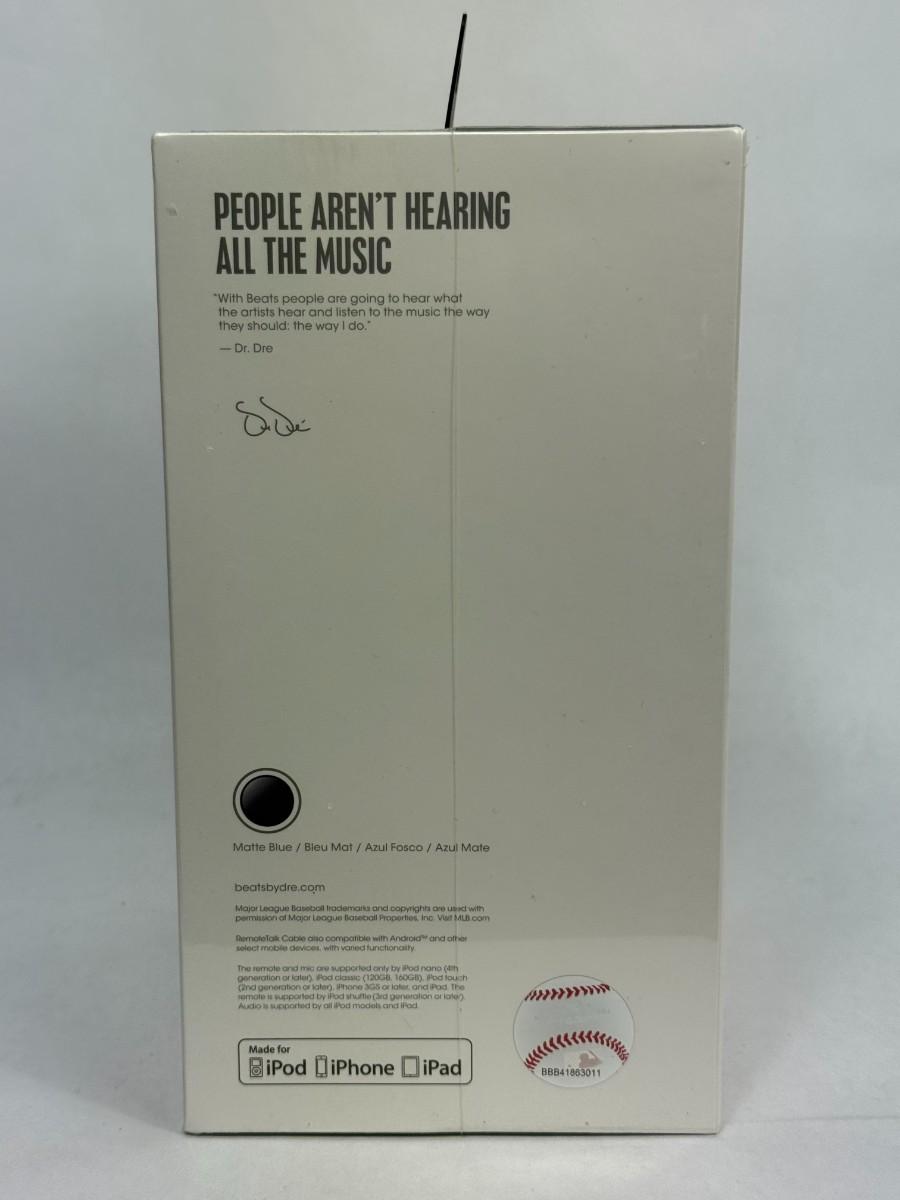 PEOPLE AREN'T HEARING
ALL THE MUSIC
"With Beats people are going to hear what
the artists hear and listen to the music the way
they should: the way I do."
— Dr. Dre
Matte Blue / Bleu Mat / Azul Fosco / Azul Mate
beatsbydre.com
Major League Baseball trademarks and copyrights are used with
permission of Major League Baseball Properties, Inc. Visit MLB.com
RemoteTalk Cable also compatible with Android™ and other
select mobile devices, with varied functionality.
The remote and mic are supported only by iPod nano (4th
generation or later), iPod classic (120GB, 160GB), iPod touch
(2nd generation or later), iPhone 3GS or later, and iPad. The
remote is supported by iPod shuffle (3rd generation or later).
Audio is supported by all iPod models and iPad.
Made for
iPod iPhone iPad
BBB41863011